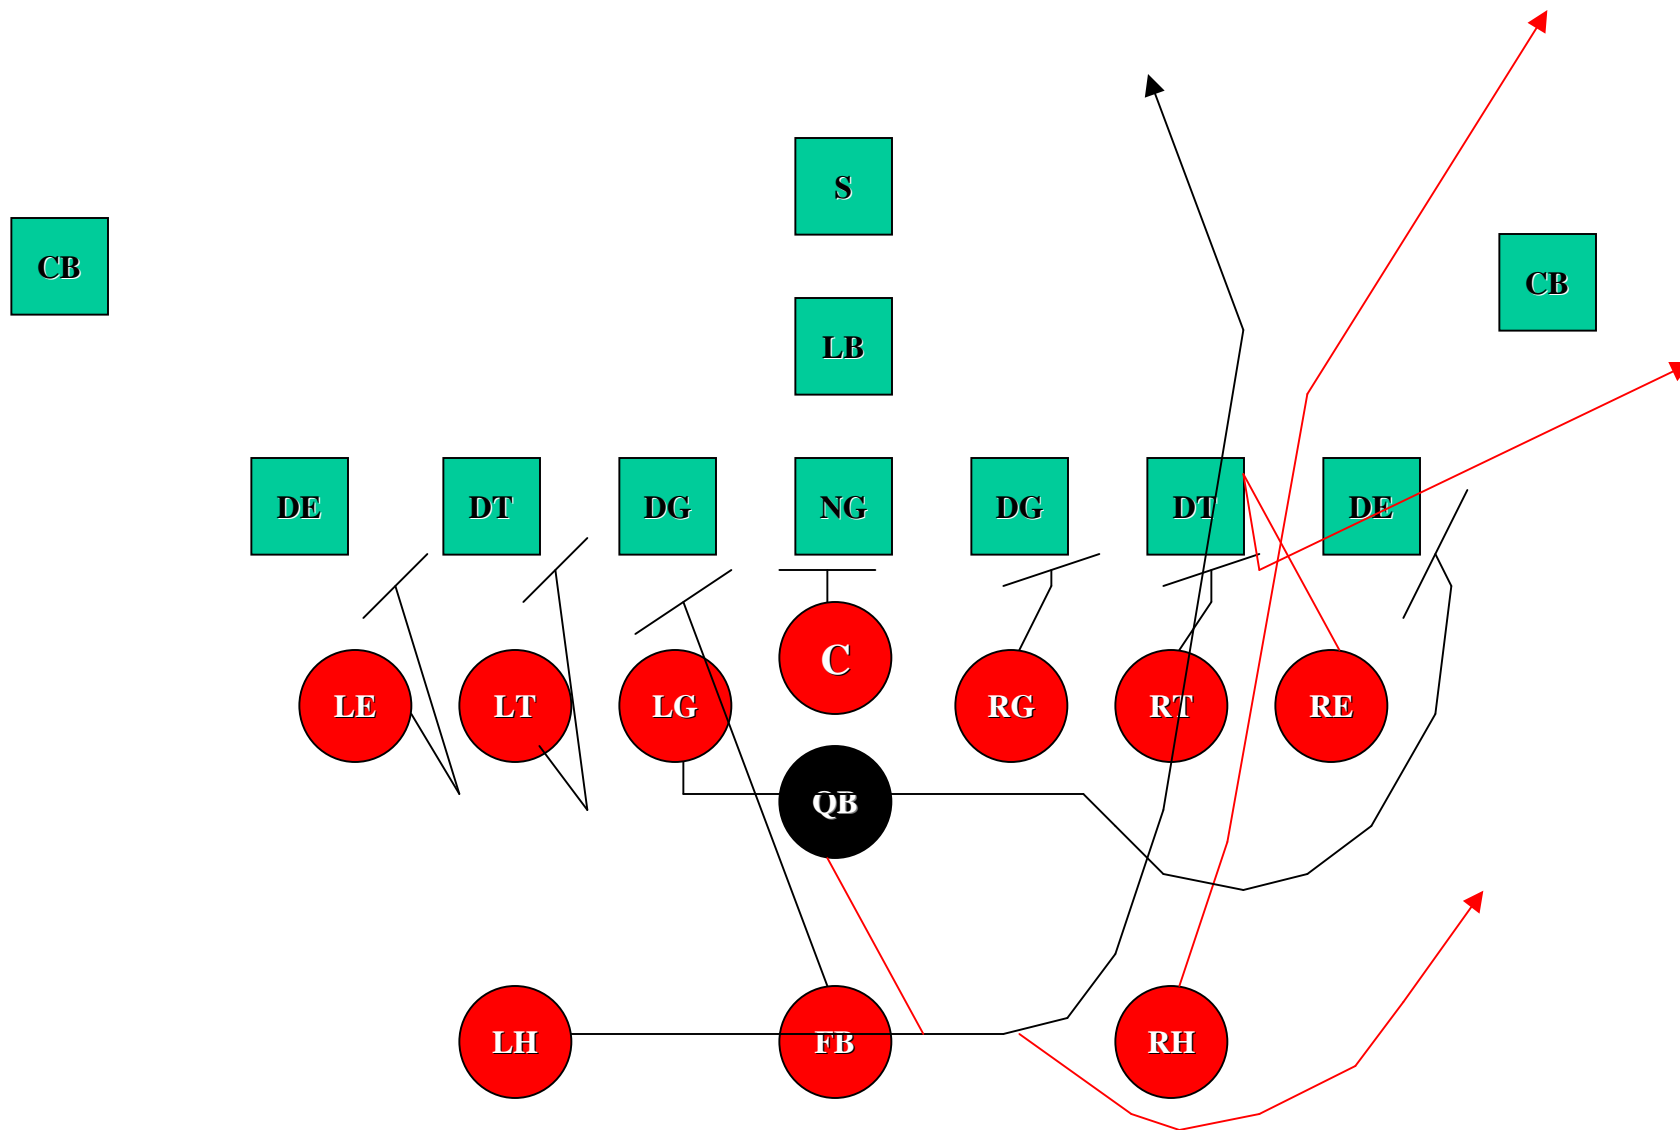 S
CB
CB
LB
DE
DT
DG
NG
DG
DT
DE
LE
LT
LG
C
RG
RT
RE
QB
LH
FB
RH